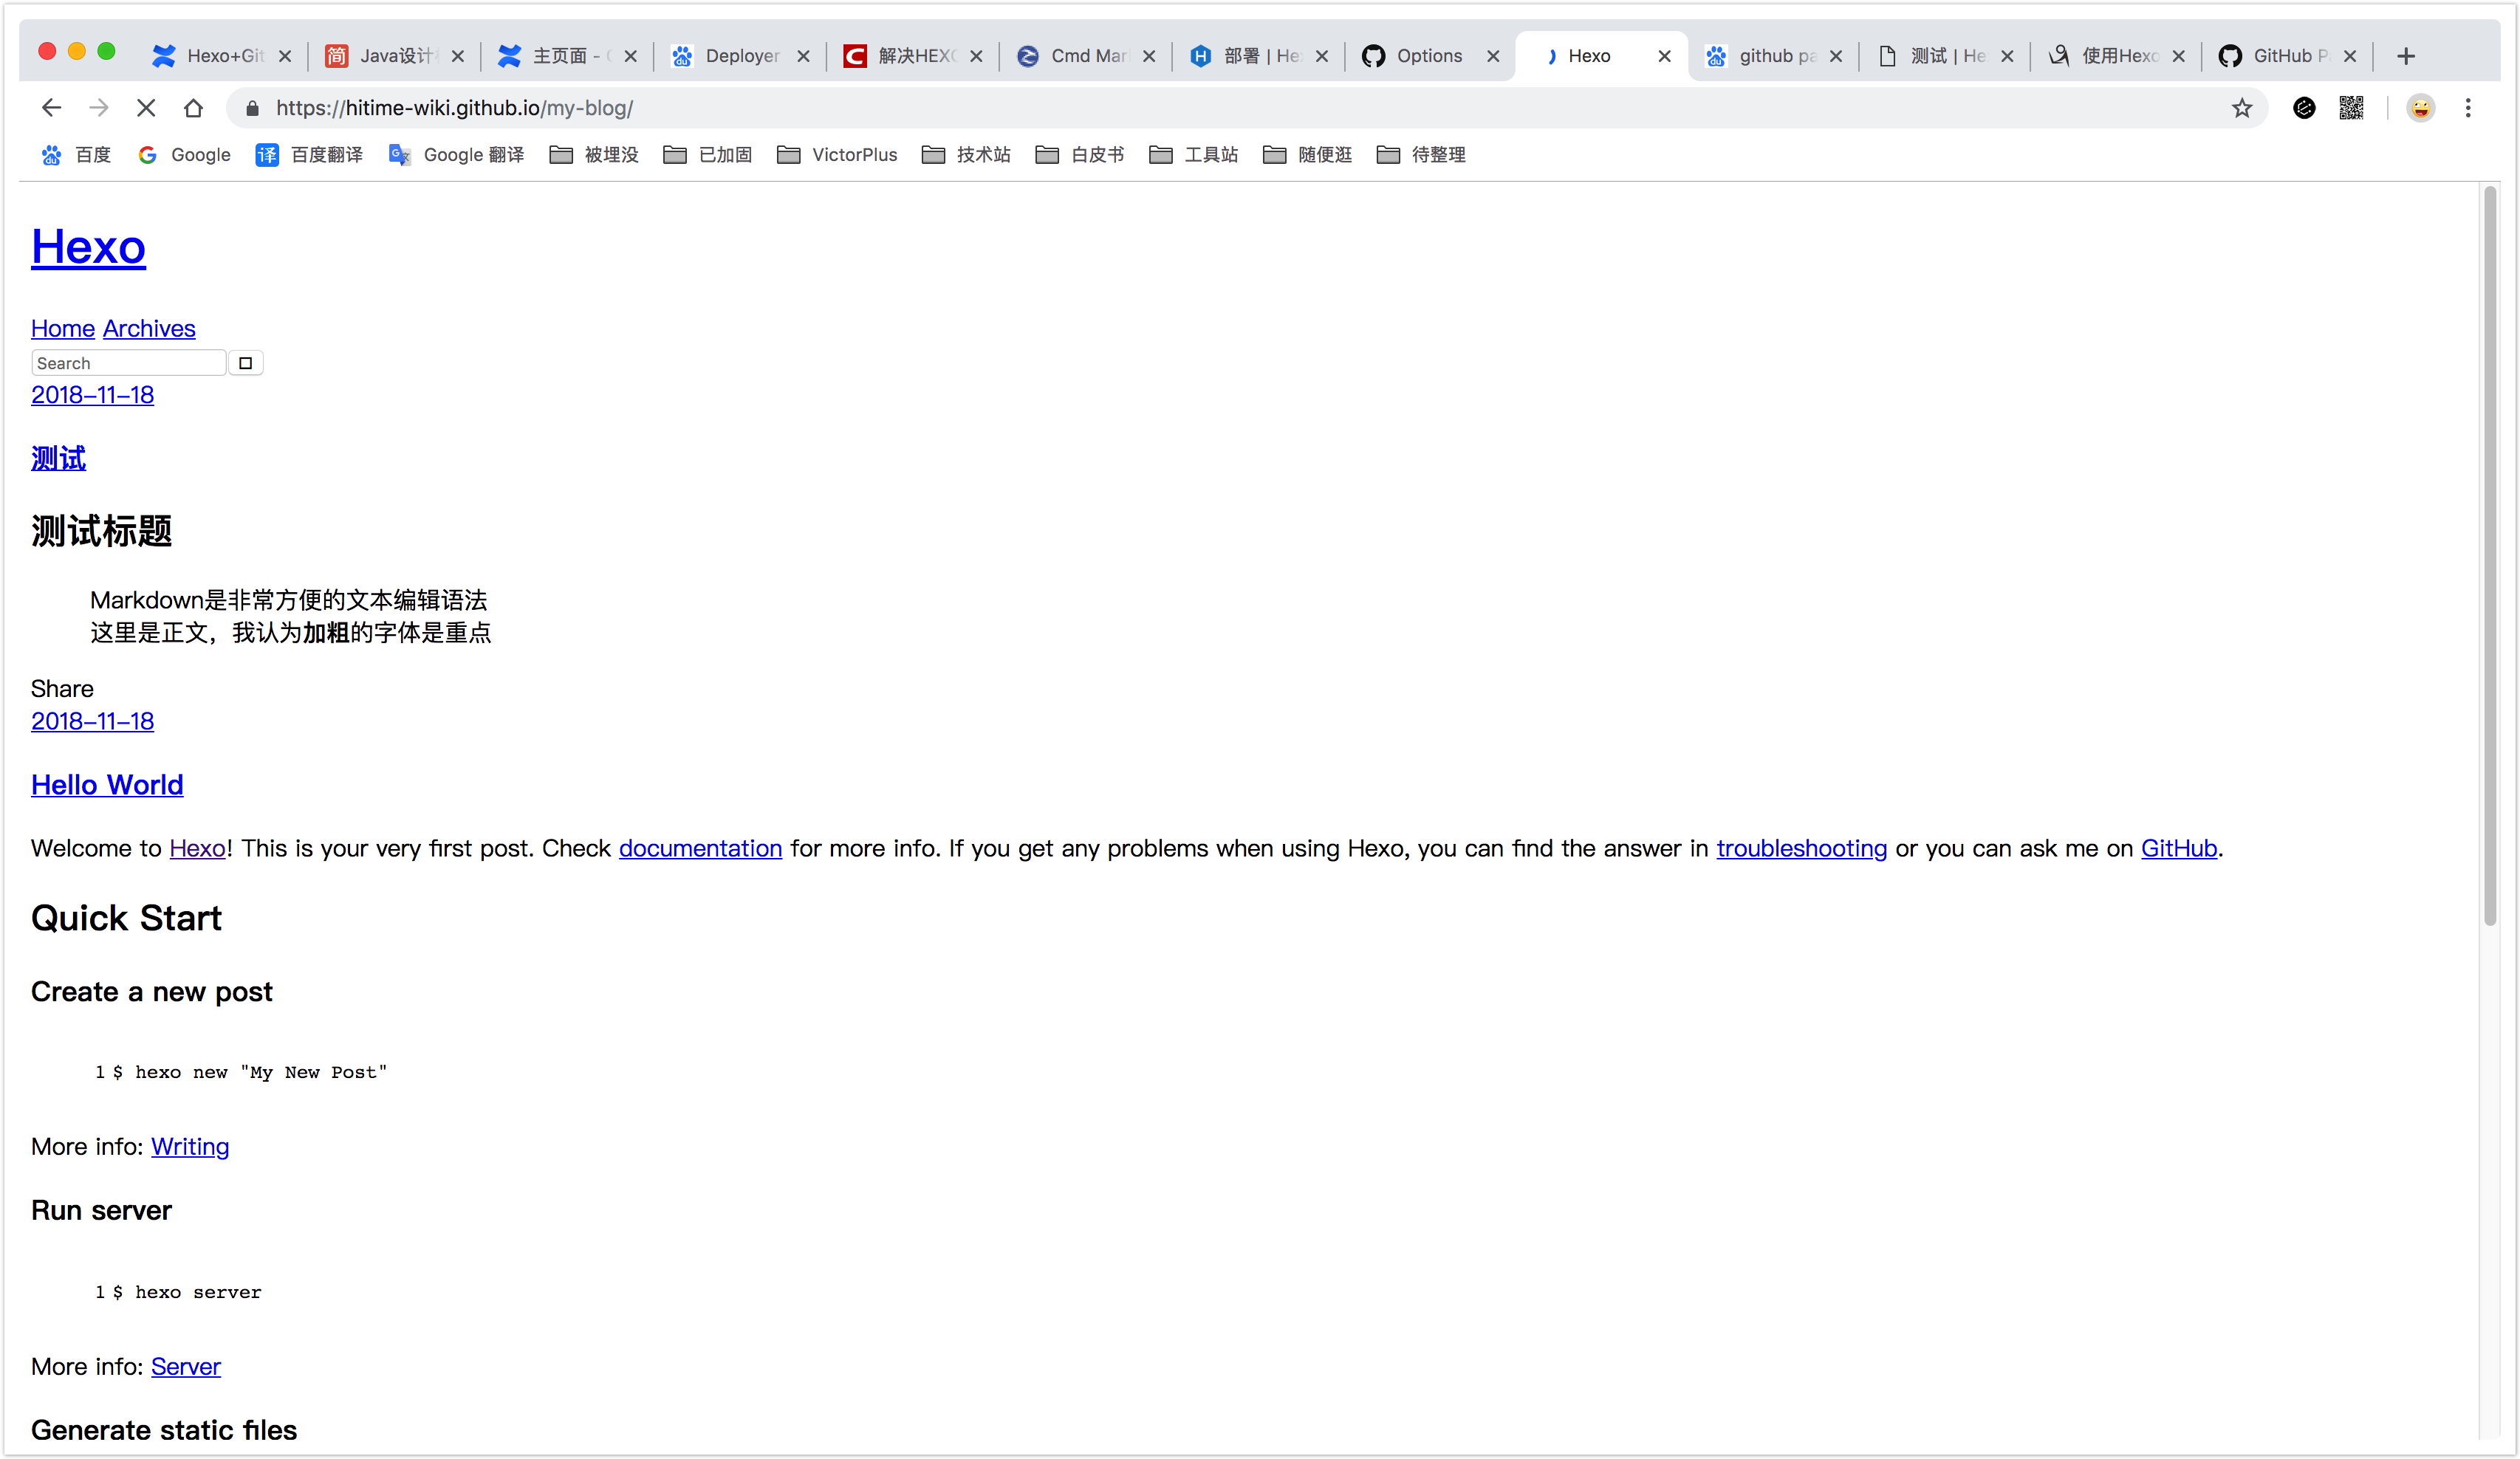 Hexo+Git
Java设计
主页面 -
Deployer
解决HEXO
Cmd Mar
部署 | He
Options
Hexo
github pa
测试 | He
使用Hexo
GitHub P
https://hitime-wiki.github.io/my-blog/
百度 Google 百度翻译 Google 翻译 被埋没 已加固 VictorPlus 技术站 白皮书 工具站 随便逛 待整理
Hexo
Home Archives
Search
2018-11-18
测试
测试标题
Markdown是非常方便的文本编辑语法
这里是正文，我认为加粗的字体是重点
Share
2018-11-18
Hello World
Welcome to Hexo! This is your very first post. Check documentation for more info. If you get any problems when using Hexo, you can find the answer in troubleshooting or you can ask me on GitHub.
Quick Start
Create a new post
1 $ hexo new "My New Post"
More info: Writing
Run server
1 $ hexo server
More info: Server
Generate static files